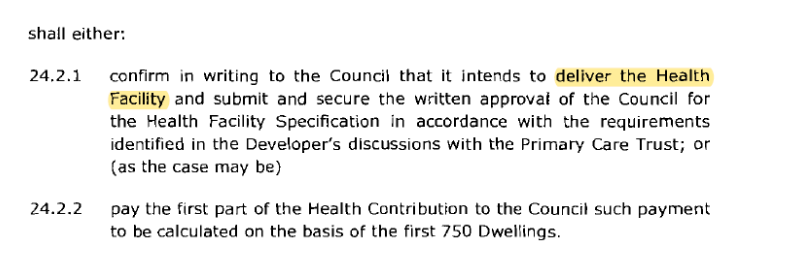 shall either:
24.2.1 confirm in writing to the Council that it intends to deliver the Health
Facility and submit and secure the written approval of the Council for
the Health Facility Specification in accordance with the requirements
identified in the Developer's discussions with the Primary Care Trust; or
(as the case may be)
24.2.2 pay the first part of the Health Contribution to the Council such payment
to be calculated on the basis of the first 750 Dwellings.